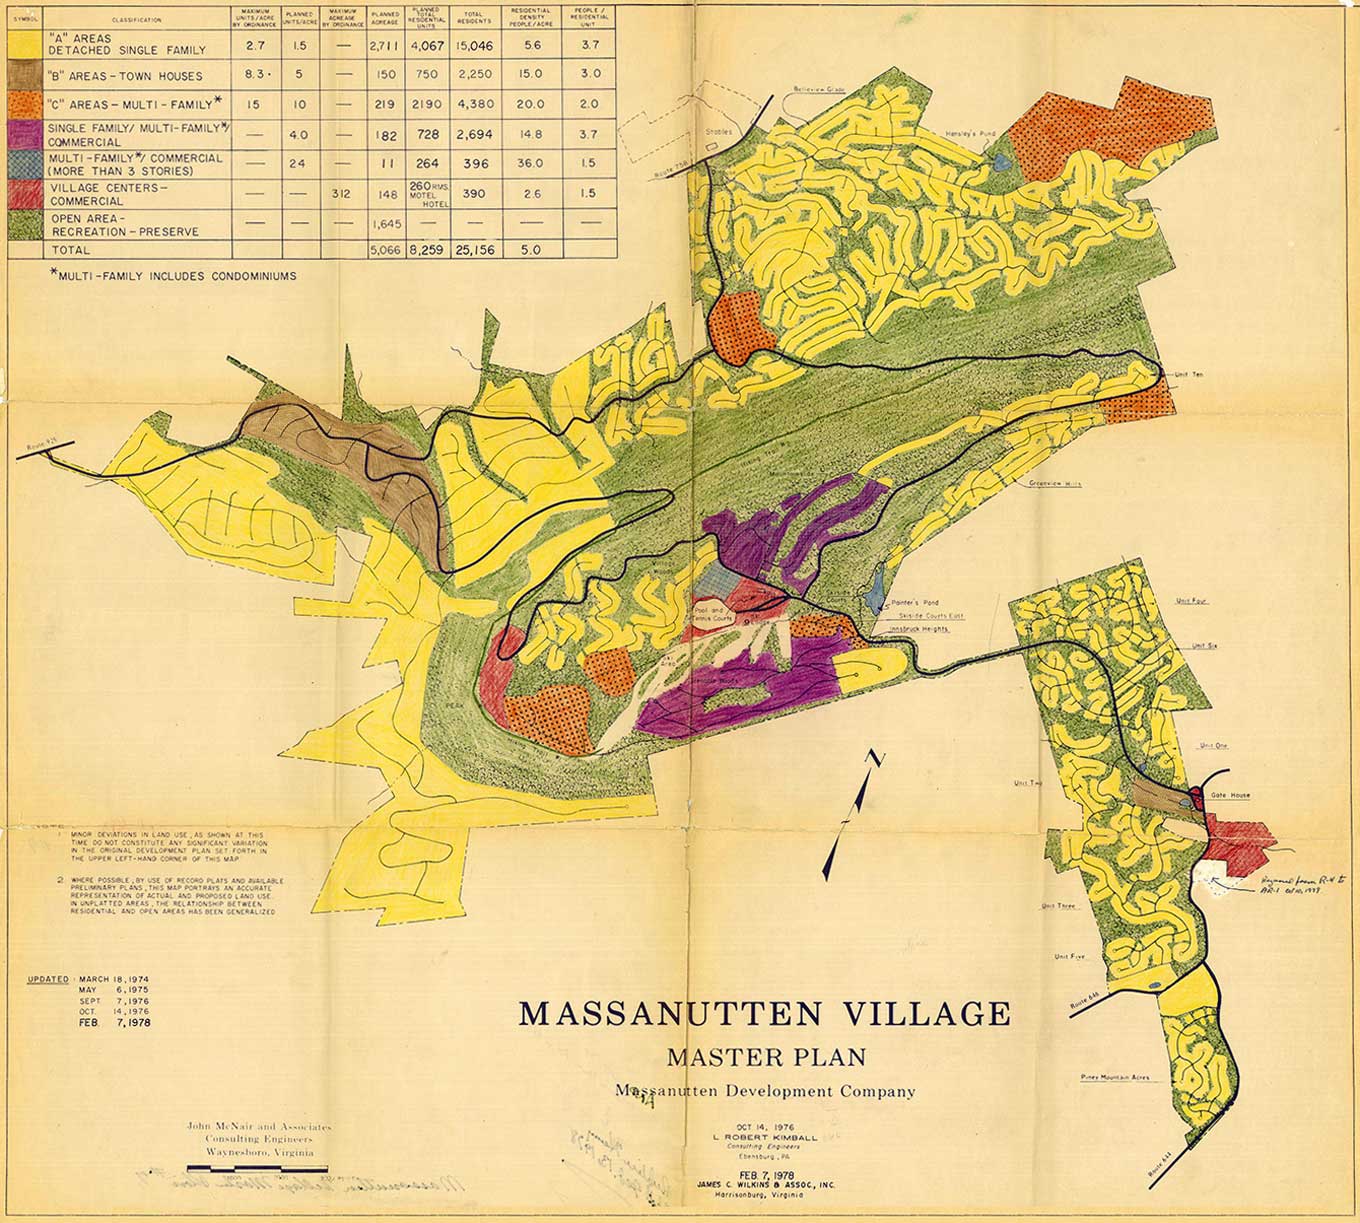 SYMBOL CLASSIFICATION MAXIMUM UNITS/ACRE BY ORDINANCE PLANNED UNITS/ACRE MAXIMUM ACREAGE BY ORDINANCE PLANNED ACREAGE PLANNED TOTAL RESIDENTIAL UNITS TOTAL RESIDENTS RESIDENTIAL DENSITY PEOPLE/ACRE PEOPLE / RESIDENTIAL UNIT
"A" AREAS
DETACHED SINGLE FAMILY 2.7 1.5 — 2,711 4,067 15,046 5.6 3.7
"B" AREAS – TOWN HOUSES 8.3 5 — 150 750 2,250 15.0 3.0
"C" AREAS – MULTI - FAMILY* 15 10 — 219 2190 4,380 20.0 2.0
SINGLE FAMILY/ MULTI-FAMILY*/
COMMERCIAL — 4.0 — 182 728 2,694 14.8 3.7
MULTI - FAMILY*/ COMMERCIAL
(MORE THAN 3 STORIES) — 24 — 11 264 396 36.0 1.5
VILLAGE CENTERS –
COMMERCIAL — — 312 148 260 RMS. MOTEL HOTEL 390 2.6 1.5
OPEN AREA -
RECREATION - PRESERVE — — — 1,645 — — — —
TOTAL 5,066 8,259 25,156 5.0
*MULTI - FAMILY INCLUDES CONDOMINIUMS
Belleview Glade
Stables
Hensley's Pond
Unit Ten
Greenview Hills
Village Woods
Skiside Courts
Painter's Pond
Skiside Courts East
Innsbruck Heights
Pool and
Tennis Courts
Area
PEAK
Unit Four
Unit Six
Unit One
Unit Two
Gate House
Rezoned from R-4 to
AR-1 Oct 10, 1978
Unit Three
Unit Five
Route 646
Piney Mountain Acres
Route 644
N
1. MINOR DEVIATIONS IN LAND USE, AS SHOWN AT THIS
TIME DO NOT CONSTITUTE ANY SIGNIFICANT VARIATION
IN THE ORIGINAL DEVELOPMENT PLAN SET FORTH IN
THE UPPER LEFT-HAND CORNER OF THIS MAP.
2. WHERE POSSIBLE, BY USE OF RECORD PLATS AND AVAILABLE
PRELIMINARY PLANS, THIS MAP PORTRAYS AN ACCURATE
REPRESENTATION OF ACTUAL AND PROPOSED LAND USE.
IN UNPLATTED AREAS, THE RELATIONSHIP BETWEEN
RESIDENTIAL AND OPEN AREAS HAS BEEN GENERALIZED
UPDATED MARCH 18, 1974
MAY 6, 1975
SEPT. 7, 1976
OCT. 14, 1976
FEB. 7, 1978
MASSANUTTEN VILLAGE
MASTER PLAN
Massanutten Development Company
OCT 14, 1976
L ROBERT KIMBALL
Consulting Engineers
Ebensburg, PA
FEB. 7, 1978
JAMES C. WILKINS & ASSOC., INC.
Harrisonburg, Virginia
John McNair and Associates
Consulting Engineers
Waynesboro, Virginia